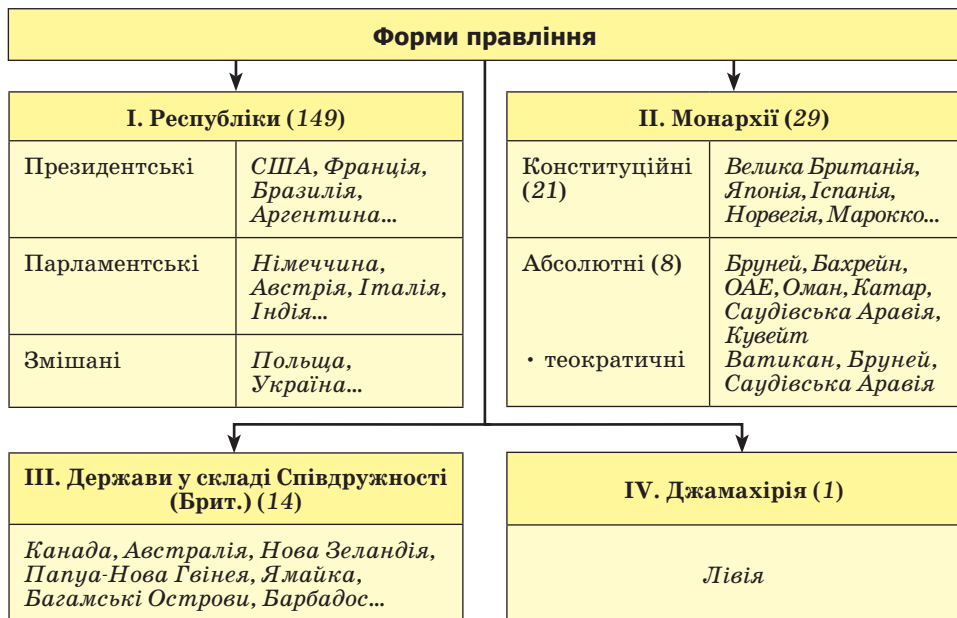 Форми правління
I. Республіки (149)
Президентські
США, Франція,
Бразилія,
Аргентина...
Парламентські
Німеччина,
Австрія, Італія,
Індія...
Змішані
Польща,
Україна...
II. Монархії (29)
Конституційні
(21)
Велика Британія,
Японія, Іспанія,
Норвегія, Марокко...
Абсолютні (8)
Бруней, Бахрейн,
ОАЕ, Оман, Катар,
Саудівська Аравія,
Кувейт
• теократичні
Ватикан, Бруней,
Саудівська Аравія
III. Держави у складі Співдружності
(Брит.) (14)
Канада, Австралія, Нова Зеландія,
Папуа-Нова Гвінея, Ямайка,
Багамські Острови, Барбадос...
IV. Джамахірія (1)
Лівія